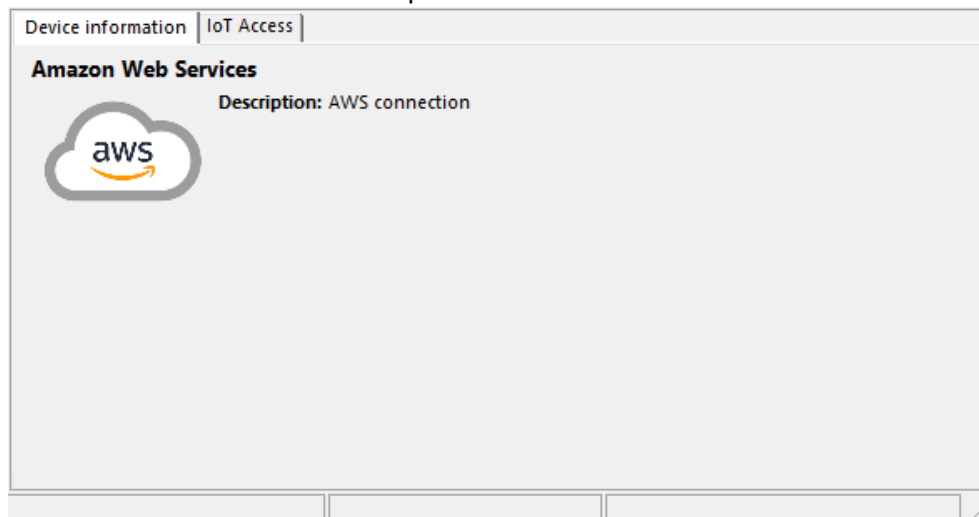 Device information IoT Access
Amazon Web Services
Description: AWS connection
aws